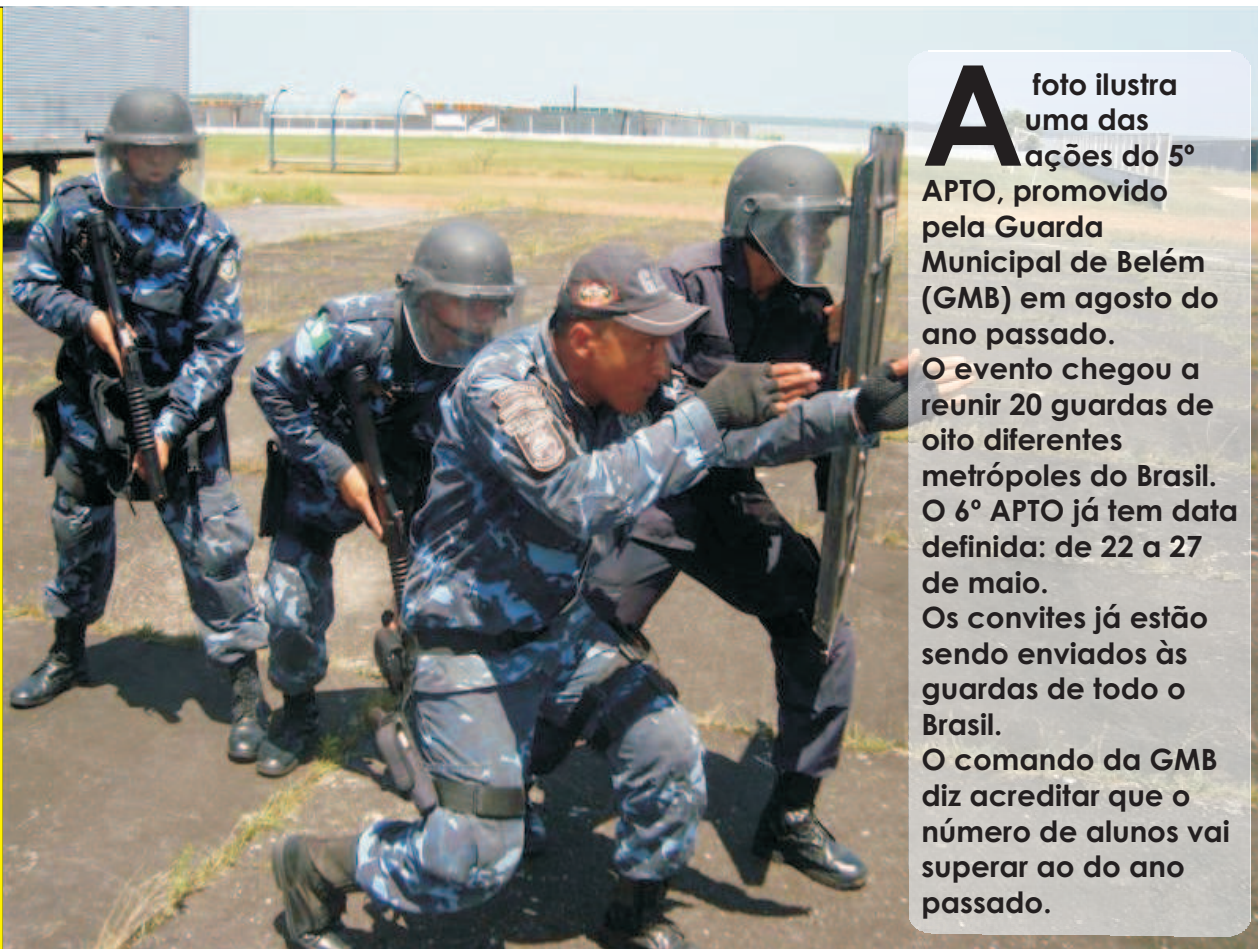 A foto ilustra
uma das
ações do 5º
APTO, promovido
pela Guarda
Municipal de Belém
(GMB) em agosto do
ano passado.
O evento chegou a
reunir 20 guardas de
oito diferentes
metrópoles do Brasil.
O 6º APTO já tem data
definida: de 22 a 27
de maio.
Os convites já estão
sendo enviados às
guardas de todo o
Brasil.
O comando da GMB
diz acreditar que o
número de alunos vai
superar ao do ano
passado.